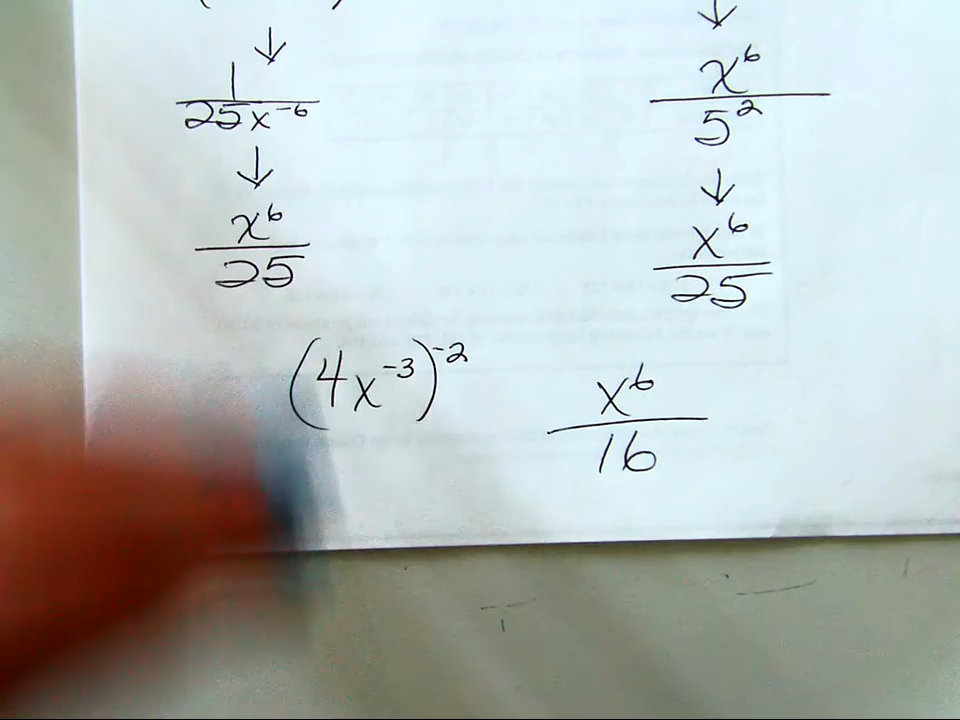 ↓
1
25x⁻⁶
↓
x⁶
25
↓
x⁶
5²
↓
x⁶
25
(4x⁻³)⁻²
x⁶
16